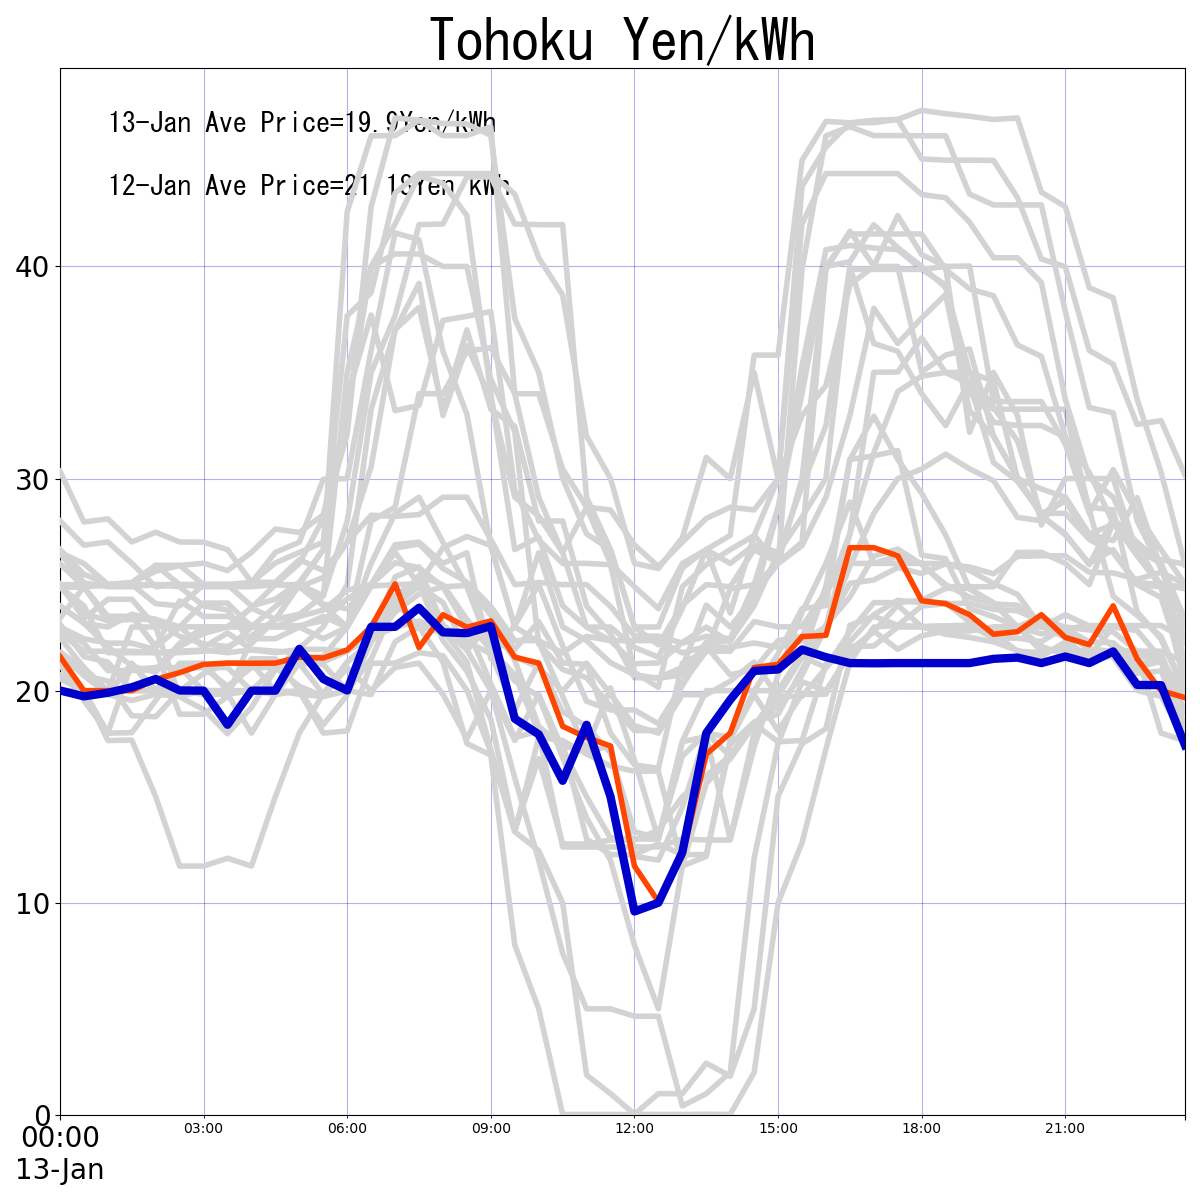 Tohoku Yen/kWh
13-Jan Ave Price=19.9Yen/kWh
12-Jan Ave Price=21.19Yen/kWh
40
30
20
10
0
00:00 03:00 06:00 09:00 12:00 15:00 18:00 21:00
13-Jan